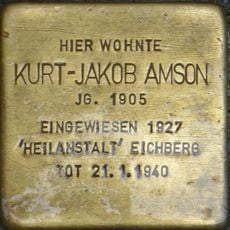 HIER WOHNTE
KURT-JAKOB AMSON
JG. 1905
EINGEWIESEN 1927
'HEILANSTALT' EICHBERG
TOT 21.1.1940